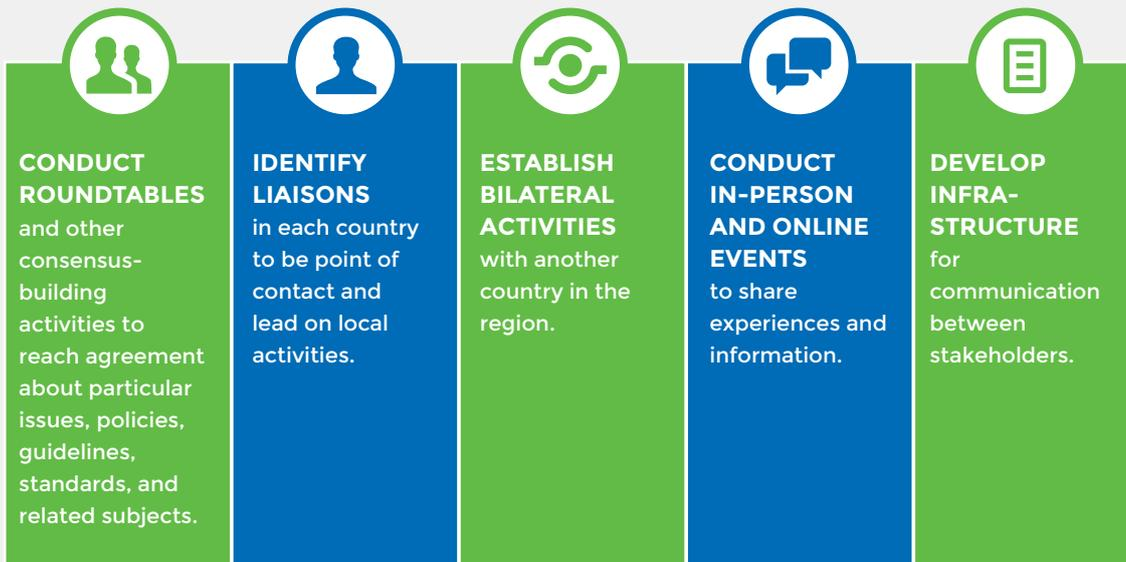 CONDUCT
ROUNDTABLES
and other
consensus-
building
activities to
reach agreement
about particular
issues, policies,
guidelines,
standards, and
related subjects.
IDENTIFY
LIAISONS
in each country
to be point of
contact and
lead on local
activities.
ESTABLISH
BILATERAL
ACTIVITIES
with another
country in the
region.
CONDUCT
IN-PERSON
AND ONLINE
EVENTS
to share
experiences and
information.
DEVELOP
INFRA-
STRUCTURE
for
communication
between
stakeholders.